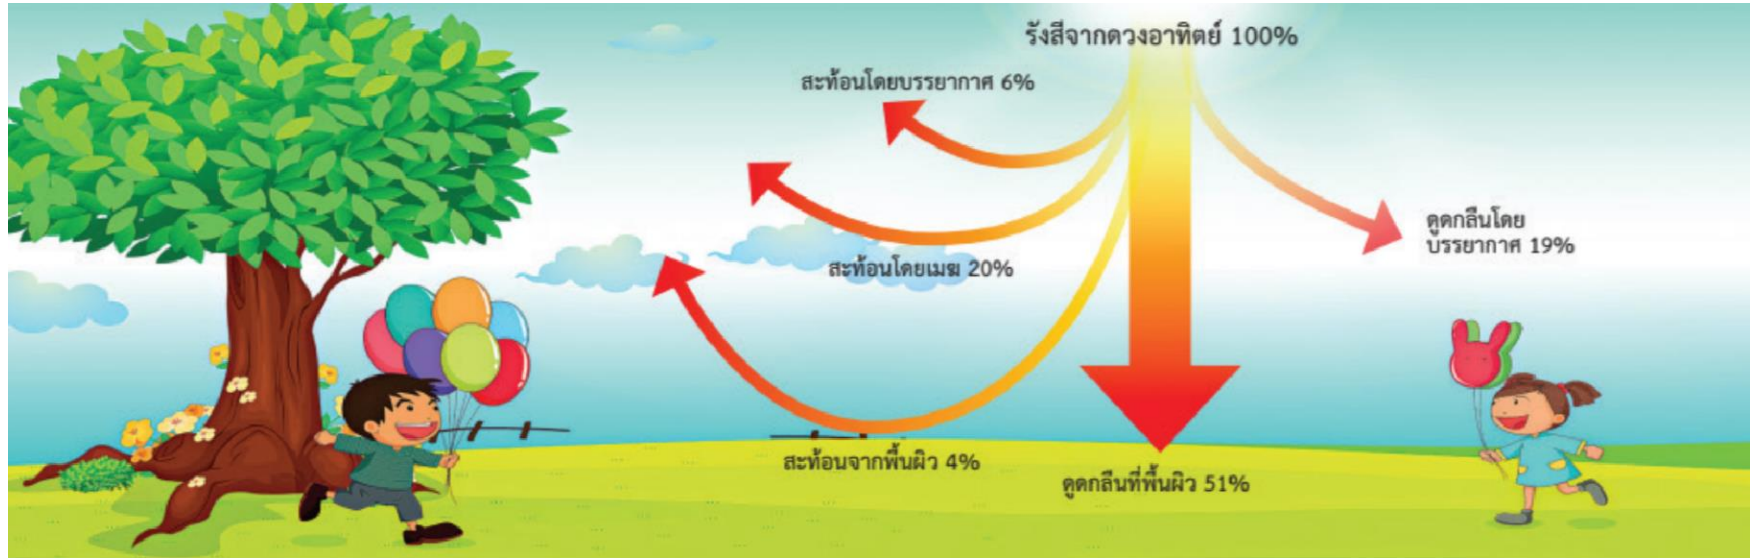 รังสีจากดวงอาทิตย์ 100%
สะท้อนโดยบรรยากาศ 6%
ดูดกลืนโดย
บรรยากาศ 19%
สะท้อนโดยเมฆ 20%
สะท้อนจากพื้นผิว 4%
ดูดกลืนที่พื้นผิว 51%